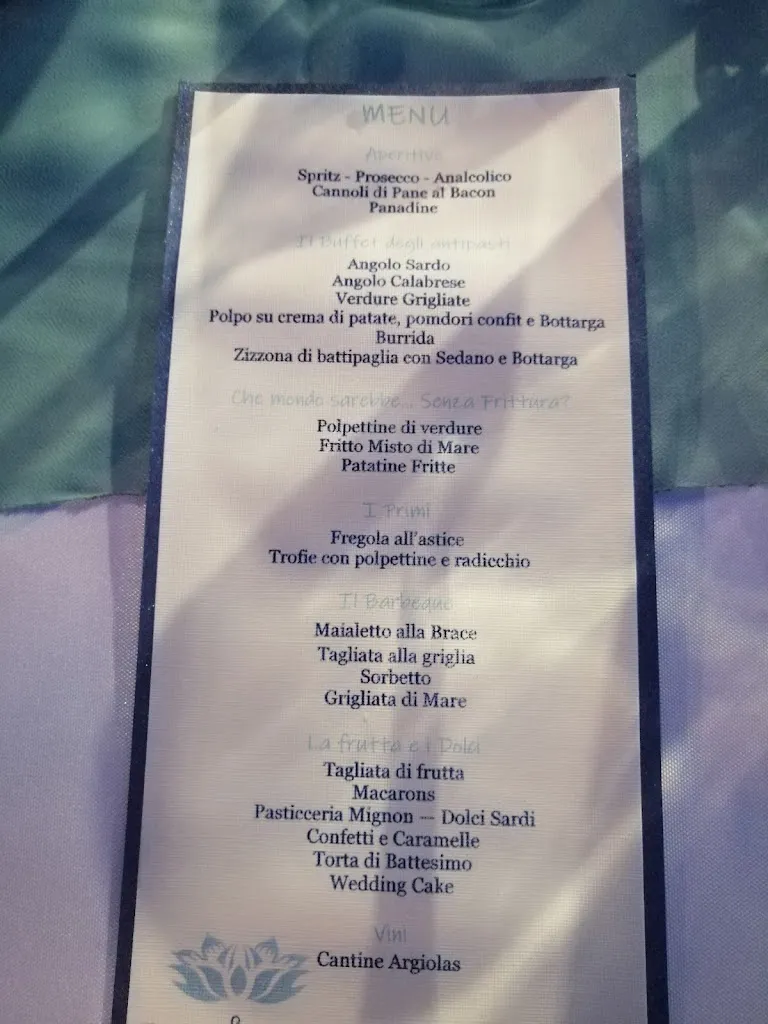 MENU
Aperitivo
Spritz - Prosecco - Analcolico
Cannoli di Pane al Bacon
Panadine
Il Buffet degli antipasti
Angolo Sardo
Angolo Calabrese
Verdure Grigliate
Polpo su crema di patate, pomdori confit e Bottarga
Burrida
Zizzona di battipaglia con Sedano e Bottarga
Che mondo sarebbe... Senza Frittura?
Polpettine di verdure
Fritto Misto di Mare
Patatine Fritte
I Primi
Fregola all'astice
Trofie con polpettine e radicchio
Il Barbeque
Maialetto alla Brace
Tagliata alla griglia
Sorbetto
Grigliata di Mare
La frutta e i Dolci
Tagliata di frutta
Macarons
Pasticceria Mignon — Dolci Sardi
Confetti e Caramelle
Torta di Battesimo
Wedding Cake
Vini
Cantine Argiolas